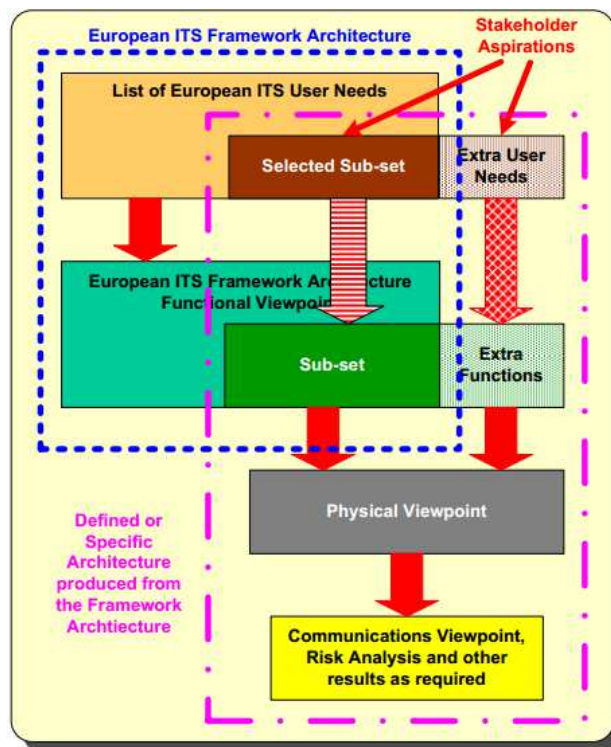 European ITS Framework Architecture
Stakeholder
Aspirations
List of European ITS User Needs
Selected Sub-set
Extra User
Needs
European ITS Framework Architecture
Functional Viewpoint
Sub-set
Extra
Functions
Physical Viewpoint
Defined or
Specific
Architecture
produced from
the Framework
Archtiecture
Communications Viewpoint,
Risk Analysis and other
results as required